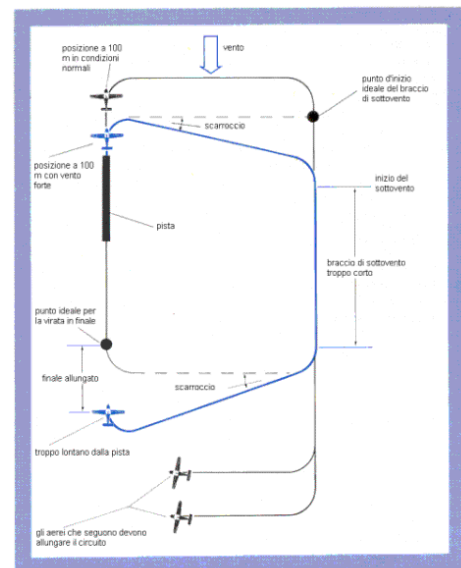 posizione a 100
m in condizioni
normali
vento
punto d'inizio
ideale del braccio
di sottovento
scarroccio
posizione a 100
m con vento
forte
inizio del
sottovento
pista
braccio di sottovento
troppo corto
punto ideale per
la virata in finale
finale allungato
scarroccio
troppo lontano dalla pista
gli aerei che seguono devono
allungare il circuito